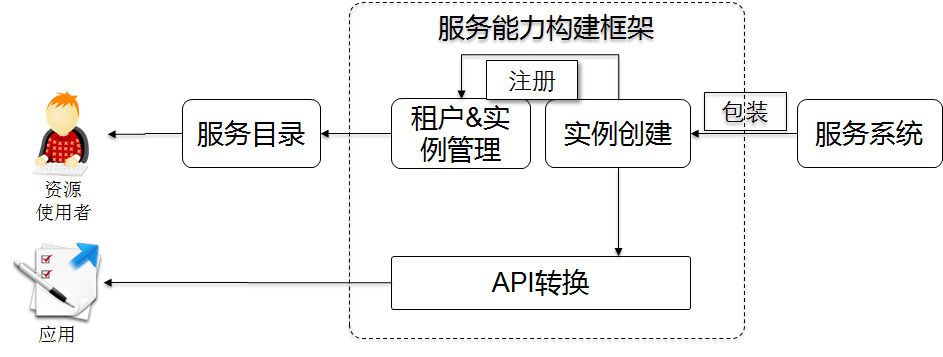 服务能力构建框架
注册
包装
服务目录
租户&实
例管理
实例创建
服务系统
资源
使用者
API转换
应用